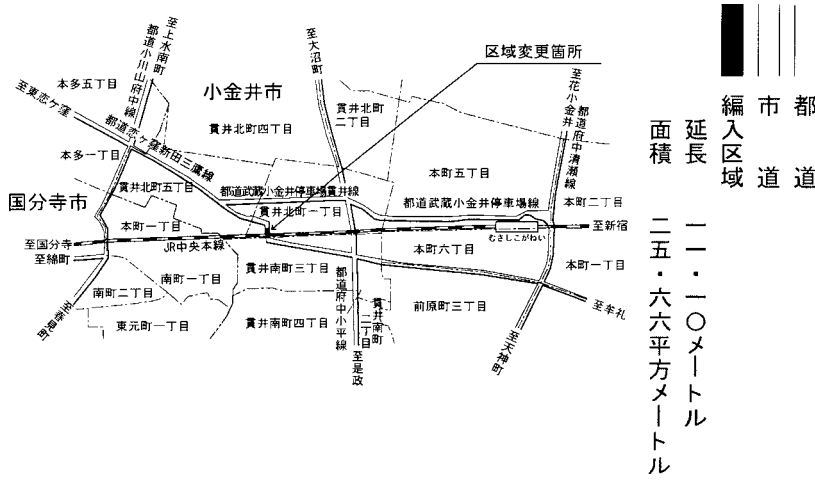 都道
市道
編入区域
延長 一一・一〇メートル
面積 二五・六六平方メートル
区域変更箇所
至上水南町
都道小川山府中線
至大沼町
至花小金井
都道府中清瀬線
至東恋ケ窪
都道恋ケ窪新田三鷹線
本多五丁目
小金井市
貫井北町四丁目
貫井北町二丁目
本多一丁目
本町五丁目
貫井北町五丁目
都道武蔵小金井停車場貫井線
都道武蔵小金井停車場線
本町二丁目
国分寺市
貫井北町一丁目
本町一丁目
至国分寺
JR中央本線
むさしこがねい
至新宿
至綿町
本町六丁目
本町一丁目
南町一丁目
貫井南町三丁目
南町二丁目
都道府中小平線
貫井南町二丁目
前原町三丁目
至牟礼
至春見町
東元町一丁目
貫井南町四丁目
至是政
至天神町